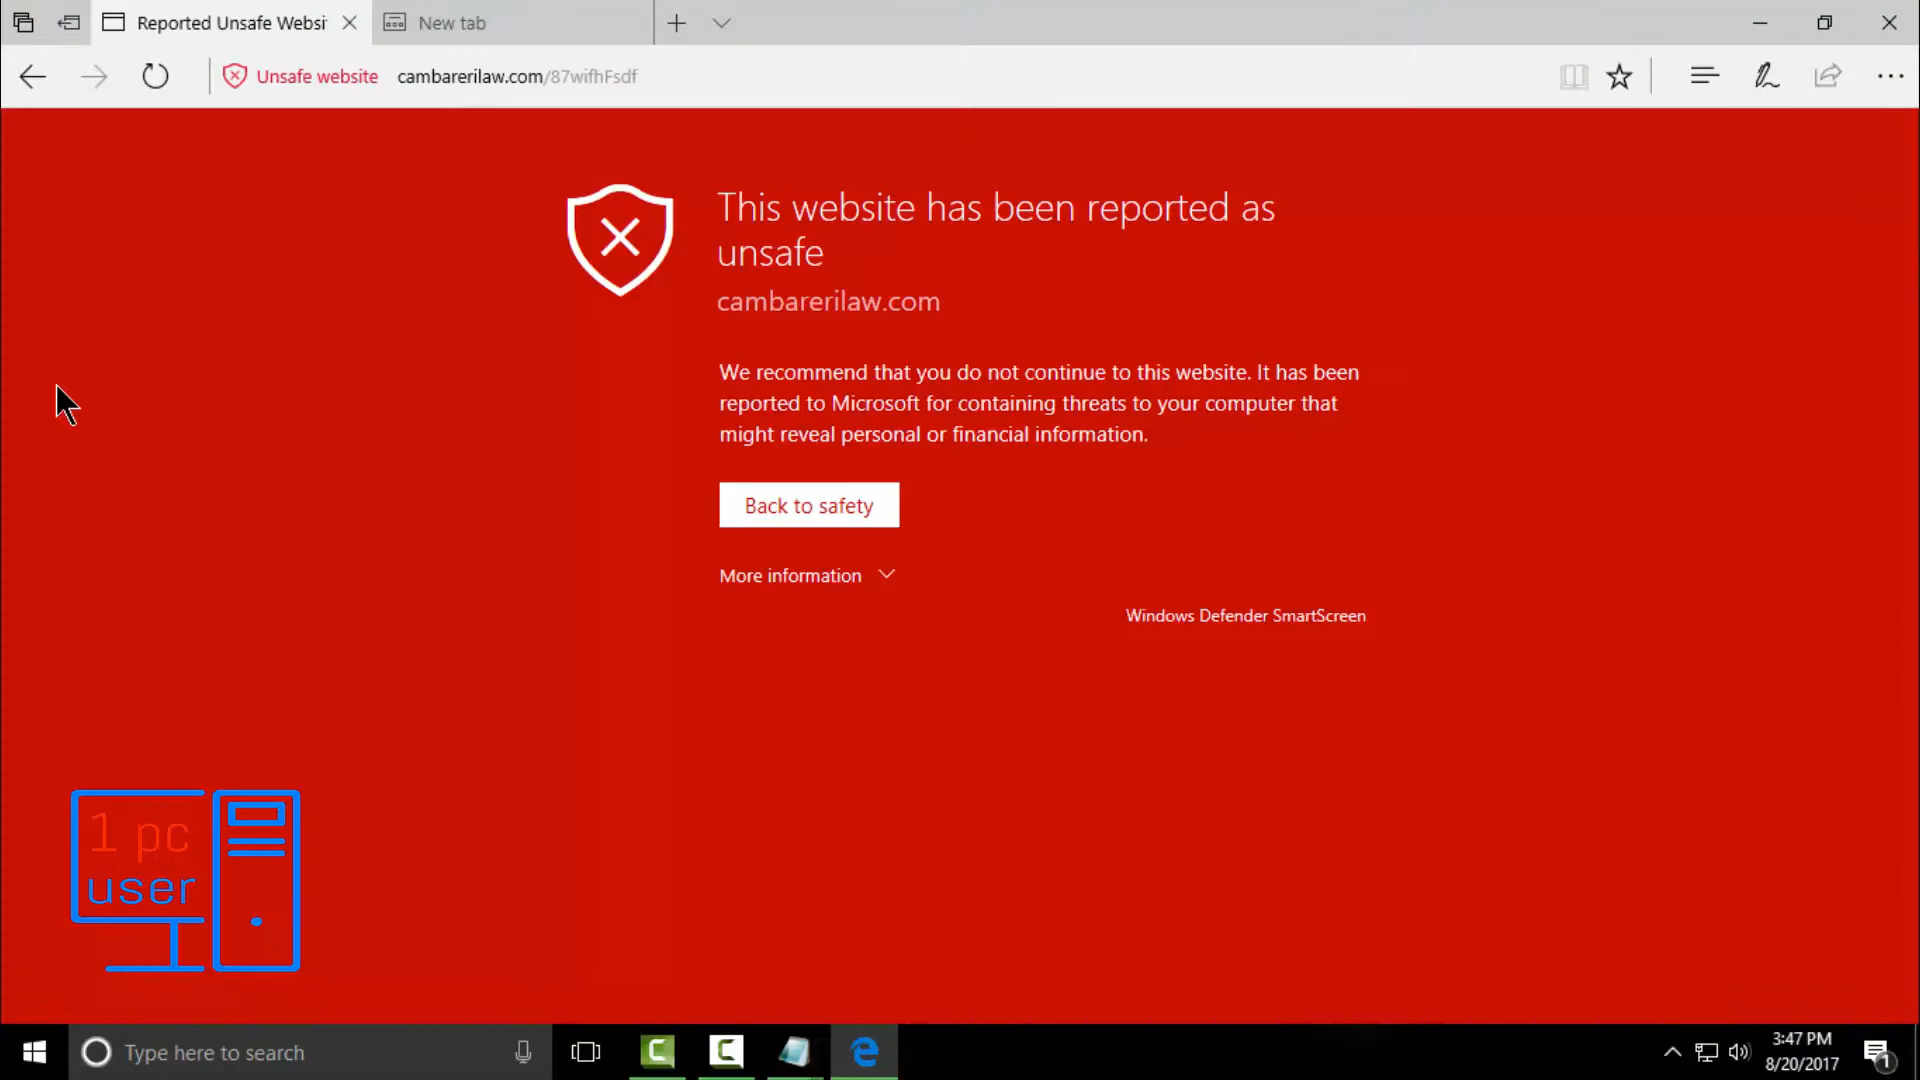 Reported Unsafe Websi
New tab
Unsafe website
cambarerilaw.com/87wifhFsdf
This website has been reported as
unsafe
cambarerilaw.com
We recommend that you do not continue to this website. It has been
reported to Microsoft for containing threats to your computer that
might reveal personal or financial information.
Back to safety
More information
Windows Defender SmartScreen
1 pc
user
Type here to search
3:47 PM
8/20/2017
1